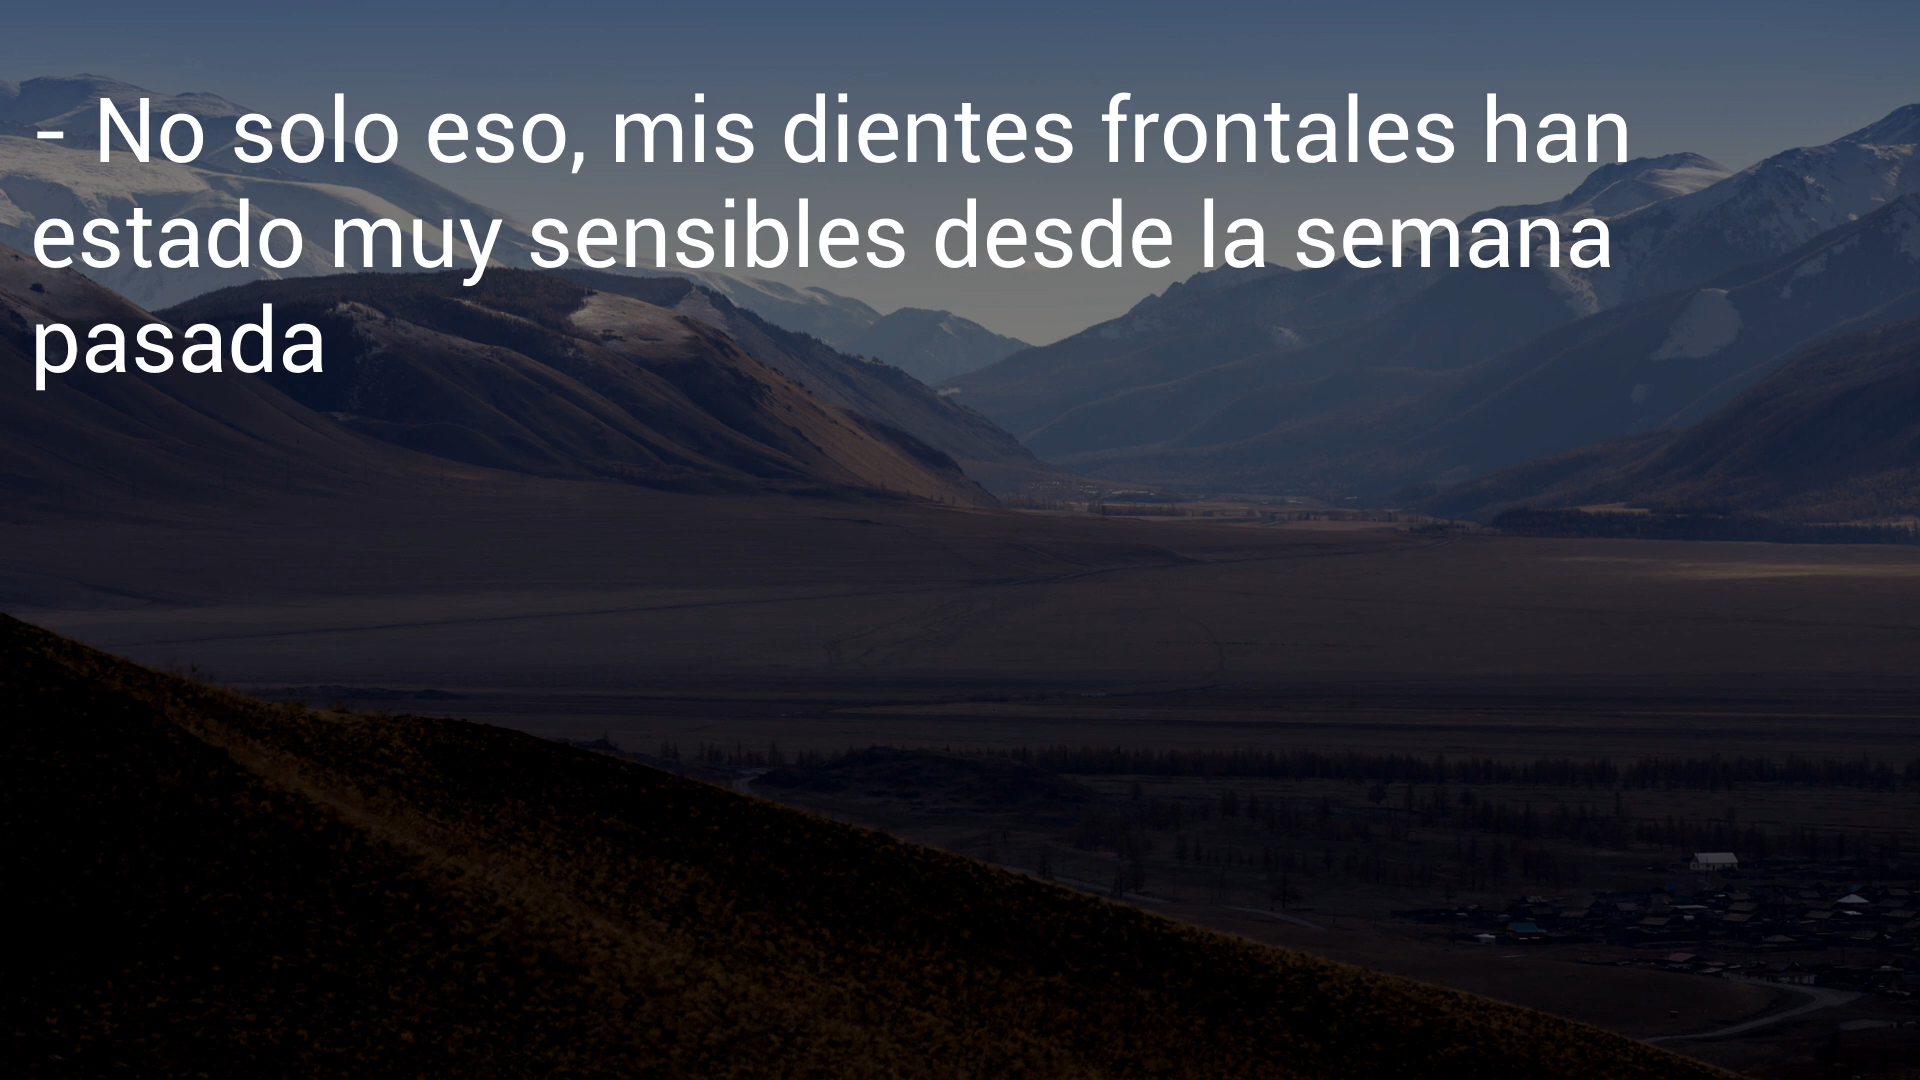 - No solo eso, mis dientes frontales han
estado muy sensibles desde la semana
pasada